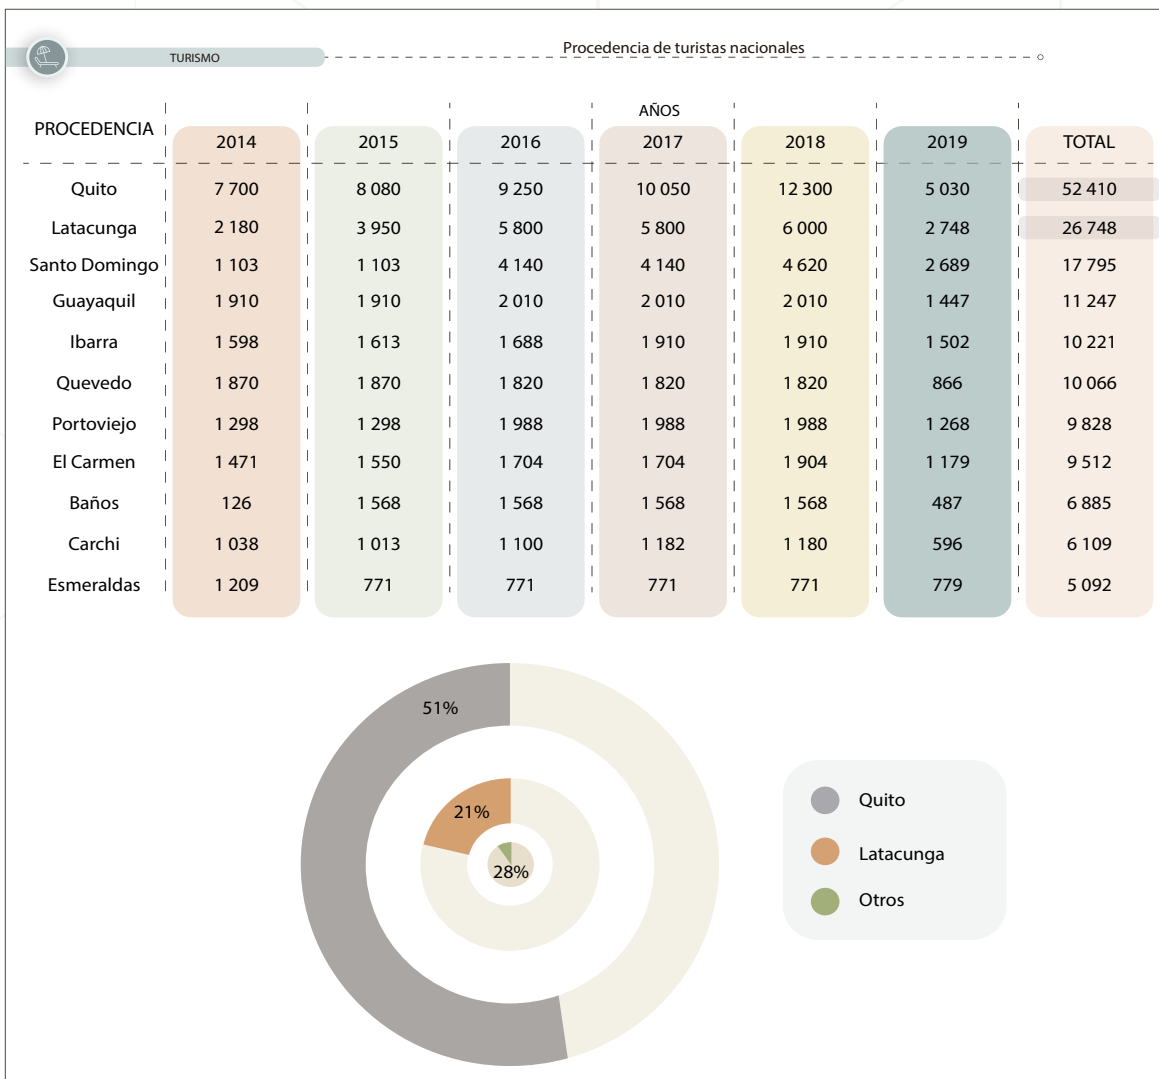 TURISMO
Procedencia de turistas nacionales
AÑOS
PROCEDENCIA 2014 2015 2016 2017 2018 2019 TOTAL
Quito 7 700 8 080 9 250 10 050 12 300 5 030 52 410
Latacunga 2 180 3 950 5 800 5 800 6 000 2 748 26 748
Santo Domingo 1 103 1 103 4 140 4 140 4 620 2 689 17 795
Guayaquil 1 910 1 910 2 010 2 010 2 010 1 447 11 247
Ibarra 1 598 1 613 1 688 1 910 1 910 1 502 10 221
Quevedo 1 870 1 870 1 820 1 820 1 820 866 10 066
Portoviejo 1 298 1 298 1 988 1 988 1 988 1 268 9 828
El Carmen 1 471 1 550 1 704 1 704 1 904 1 179 9 512
Baños 126 1 568 1 568 1 568 1 568 487 6 885
Carchi 1 038 1 013 1 100 1 182 1 180 596 6 109
Esmeraldas 1 209 771 771 771 771 779 5 092
51%
21%
28%
Quito
Latacunga
Otros